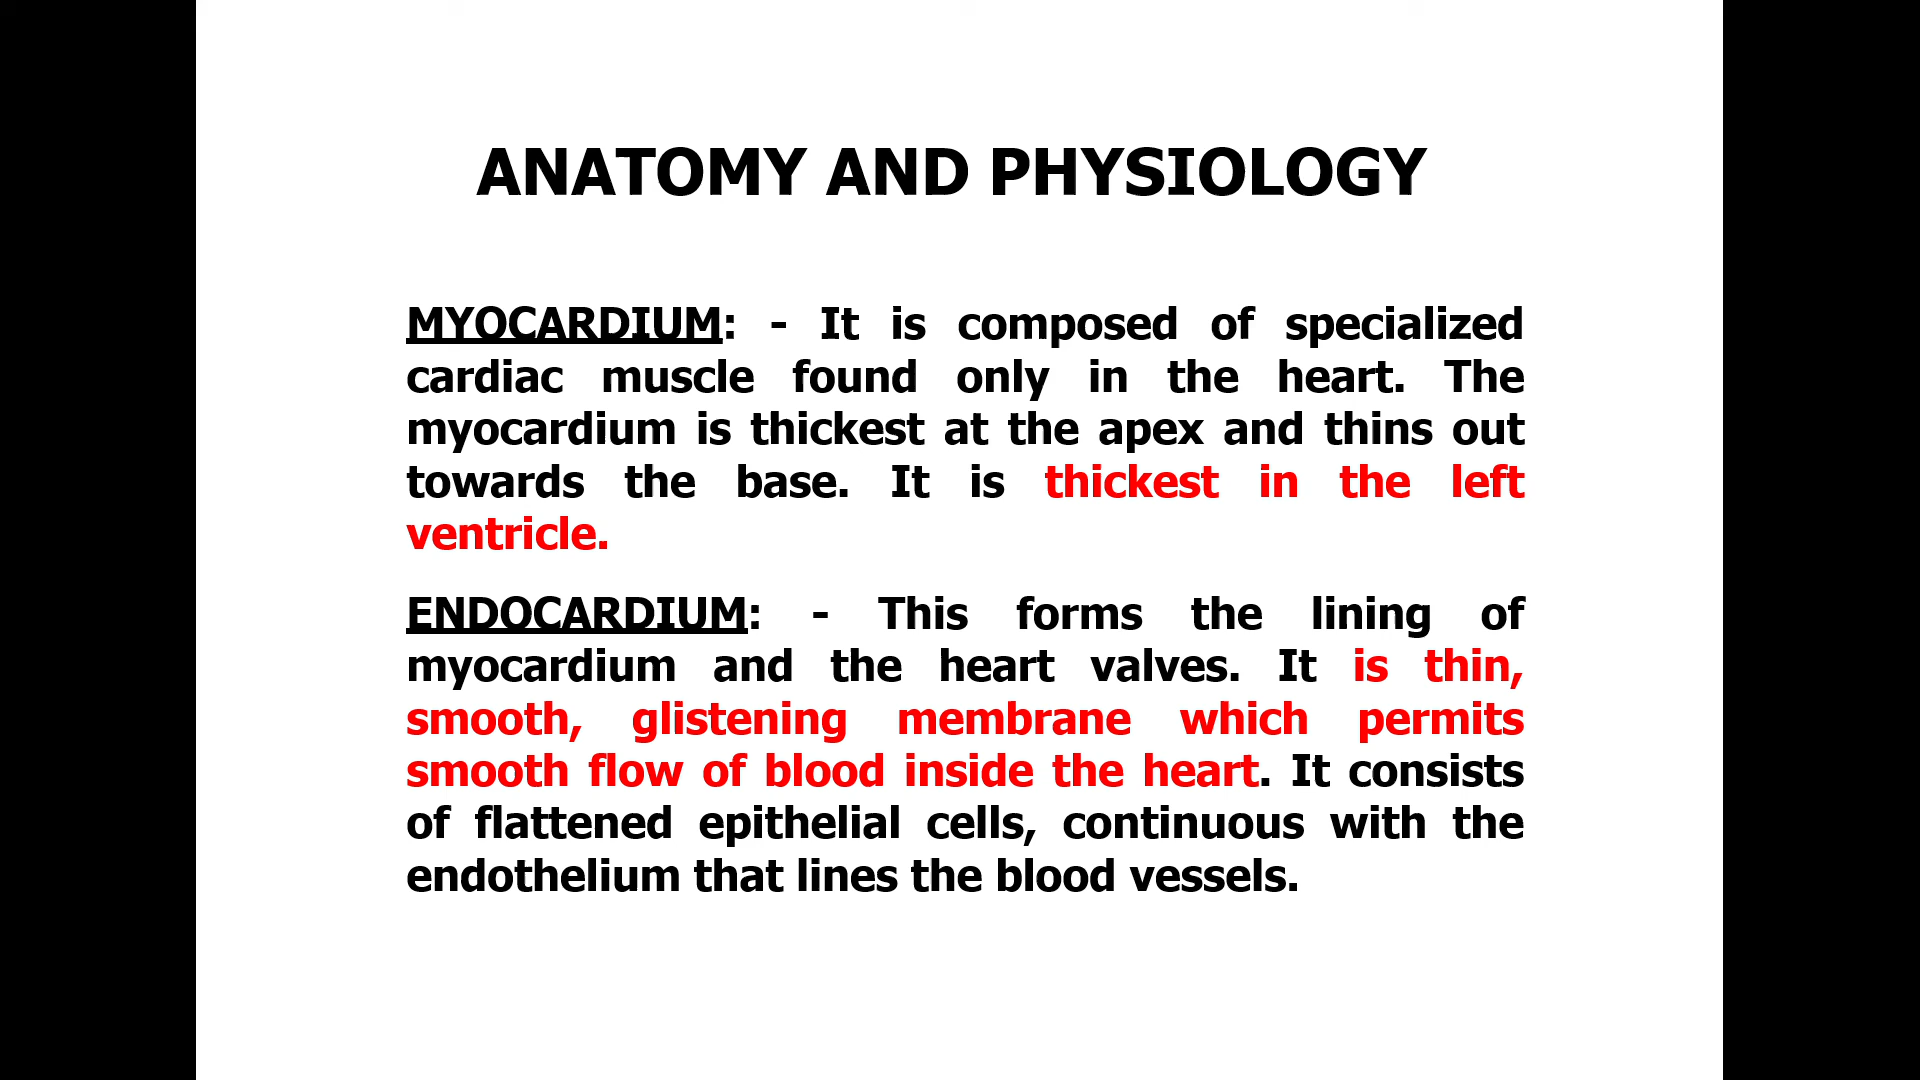 ANATOMY AND PHYSIOLOGY
MYOCARDIUM: - It is composed of specialized
cardiac muscle found only in the heart. The
myocardium is thickest at the apex and thins out
towards the base. It is thickest in the left
ventricle.
ENDOCARDIUM: - This forms the lining of
myocardium and the heart valves. It is thin,
smooth, glistening membrane which permits
smooth flow of blood inside the heart. It consists
of flattened epithelial cells, continuous with the
endothelium that lines the blood vessels.